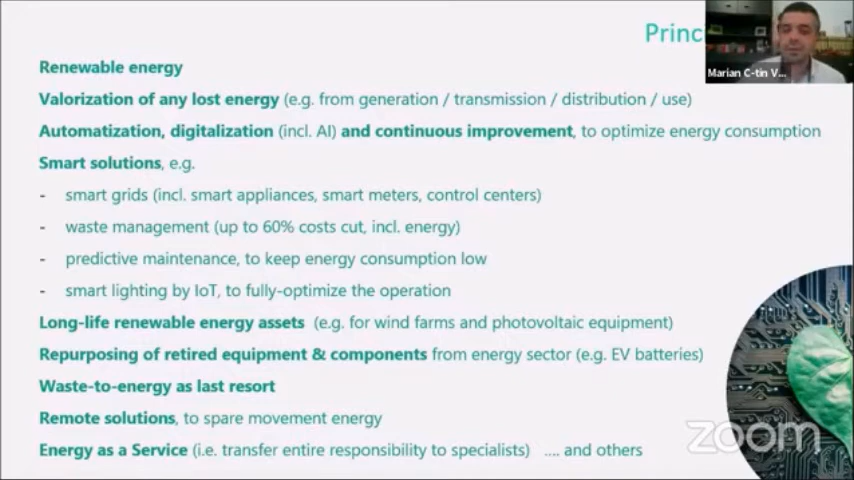 Princ
Marian C-tin V...
Renewable energy
Valorization of any lost energy (e.g. from generation / transmission / distribution / use)
Automatization, digitalization (incl. AI) and continuous improvement, to optimize energy consumption
Smart solutions, e.g.
- smart grids (incl. smart appliances, smart meters, control centers)
- waste management (up to 60% costs cut, incl. energy)
- predictive maintenance, to keep energy consumption low
- smart lighting by IoT, to fully-optimize the operation
Long-life renewable energy assets (e.g. for wind farms and photovoltaic equipment)
Repurposing of retired equipment & components from energy sector (e.g. EV batteries)
Waste-to-energy as last resort
Remote solutions, to spare movement energy
Energy as a Service (i.e. transfer entire responsibility to specialists) .... and others
zoom